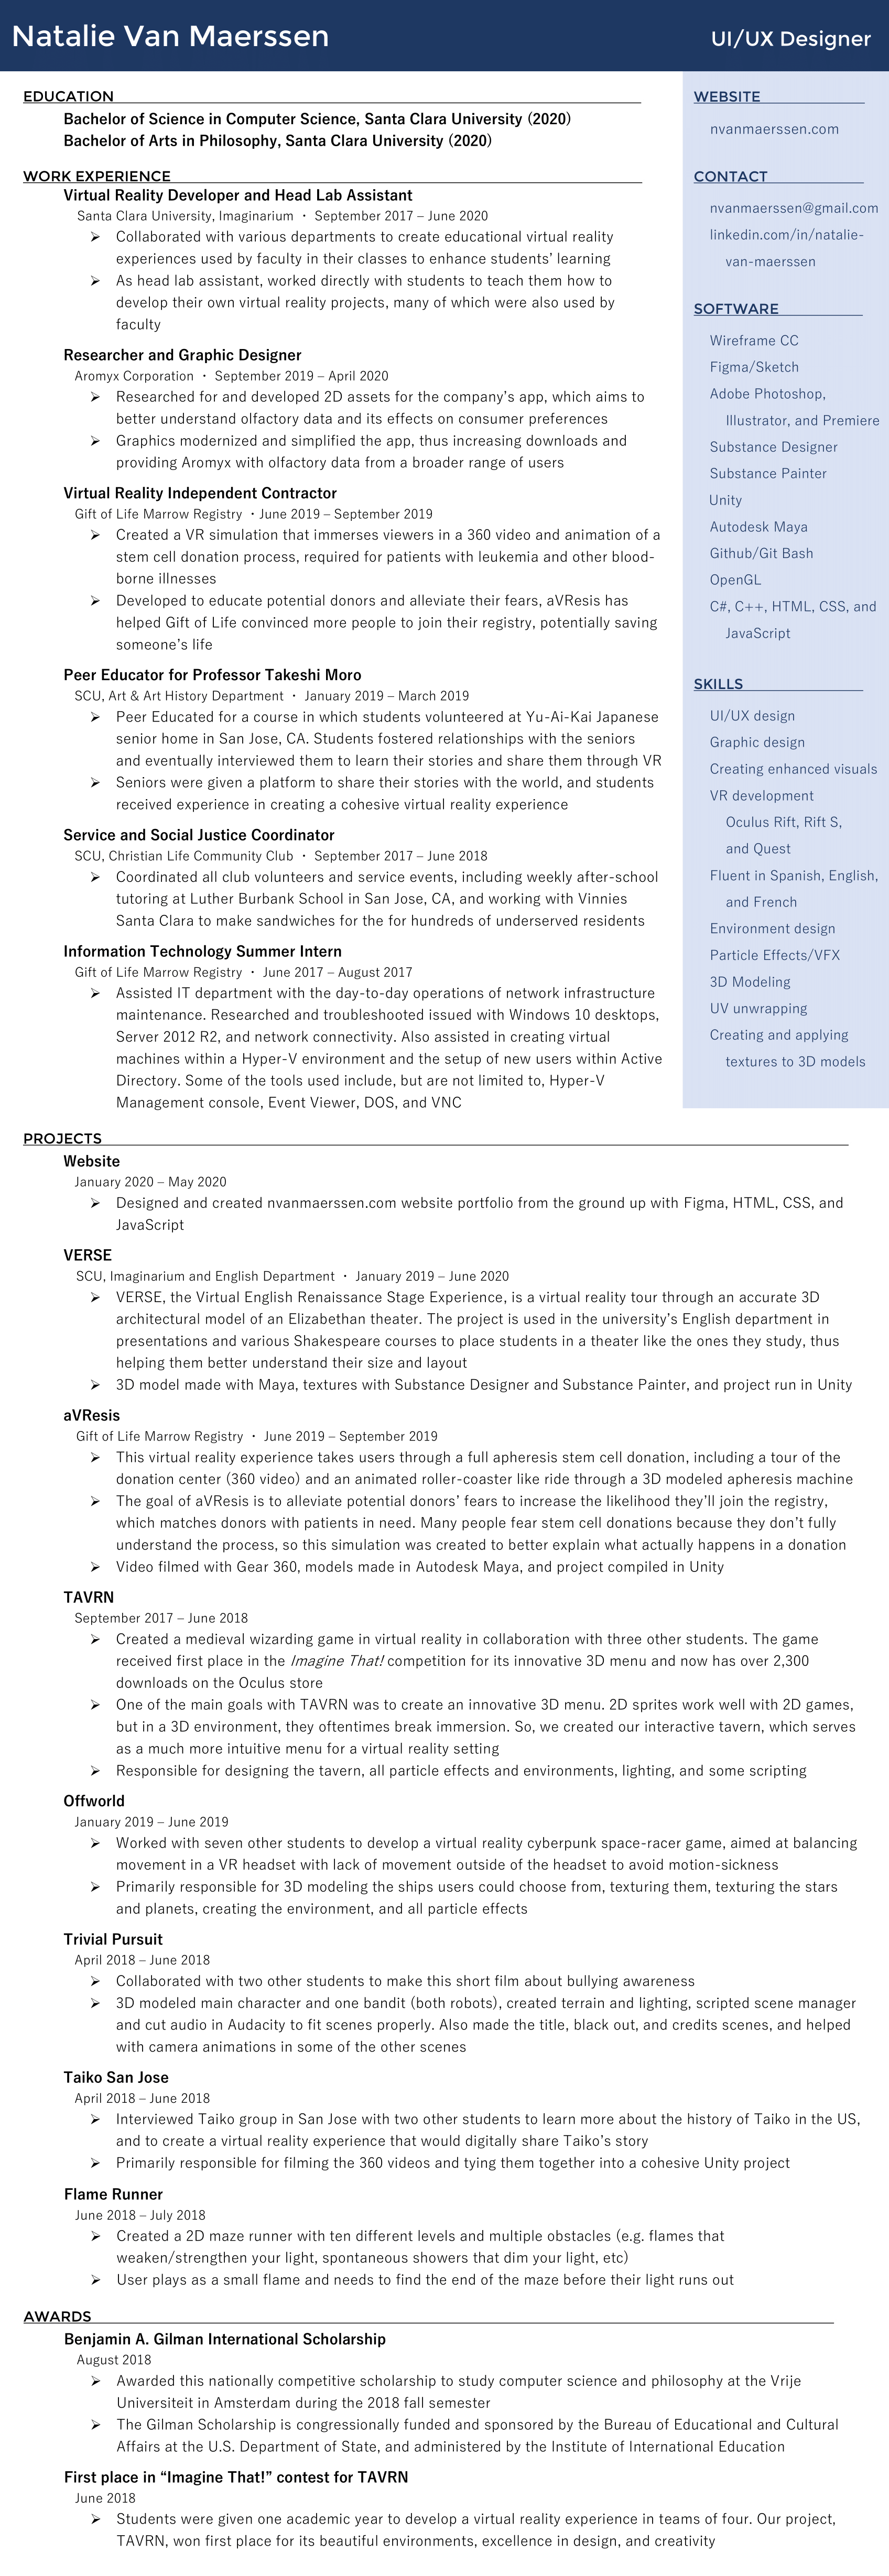 Natalie Van Maerssen
UI/UX Designer
EDUCATION
Bachelor of Science in Computer Science, Santa Clara University (2020)
Bachelor of Arts in Philosophy, Santa Clara University (2020)
WORK EXPERIENCE
Virtual Reality Developer and Head Lab Assistant
Santa Clara University, Imaginarium · September 2017 – June 2020
➢ Collaborated with various departments to create educational virtual reality
experiences used by faculty in their classes to enhance students' learning
➢ As head lab assistant, worked directly with students to teach them how to
develop their own virtual reality projects, many of which were also used by
faculty
Researcher and Graphic Designer
Aromyx Corporation · September 2019 – April 2020
➢ Researched for and developed 2D assets for the company's app, which aims to
better understand olfactory data and its effects on consumer preferences
➢ Graphics modernized and simplified the app, thus increasing downloads and
providing Aromyx with olfactory data from a broader range of users
Virtual Reality Independent Contractor
Gift of Life Marrow Registry · June 2019 – September 2019
➢ Created a VR simulation that immerses viewers in a 360 video and animation of a
stem cell donation process, required for patients with leukemia and other blood-
borne illnesses
➢ Developed to educate potential donors and alleviate their fears, aVResis has
helped Gift of Life convinced more people to join their registry, potentially saving
someone's life
Peer Educator for Professor Takeshi Moro
SCU, Art & Art History Department · January 2019 – March 2019
➢ Peer Educated for a course in which students volunteered at Yu-Ai-Kai Japanese
senior home in San Jose, CA. Students fostered relationships with the seniors
and eventually interviewed them to learn their stories and share them through VR
➢ Seniors were given a platform to share their stories with the world, and students
received experience in creating a cohesive virtual reality experience
Service and Social Justice Coordinator
SCU, Christian Life Community Club · September 2017 – June 2018
➢ Coordinated all club volunteers and service events, including weekly after-school
tutoring at Luther Burbank School in San Jose, CA, and working with Vinnies
Santa Clara to make sandwiches for the for hundreds of underserved residents
Information Technology Summer Intern
Gift of Life Marrow Registry · June 2017 – August 2017
➢ Assisted IT department with the day-to-day operations of network infrastructure
maintenance. Researched and troubleshooted issued with Windows 10 desktops,
Server 2012 R2, and network connectivity. Also assisted in creating virtual
machines within a Hyper-V environment and the setup of new users within Active
Directory. Some of the tools used include, but are not limited to, Hyper-V
Management console, Event Viewer, DOS, and VNC
WEBSITE
nvanmaerssen.com
CONTACT
nvanmaerssen@gmail.com
linkedin.com/in/natalie-
van-maerssen
SOFTWARE
Wireframe CC
Figma/Sketch
Adobe Photoshop,
Illustrator, and Premiere
Substance Designer
Substance Painter
Unity
Autodesk Maya
Github/Git Bash
OpenGL
C#, C++, HTML, CSS, and
JavaScript
SKILLS
UI/UX design
Graphic design
Creating enhanced visuals
VR development
Oculus Rift, Rift S,
and Quest
Fluent in Spanish, English,
and French
Environment design
Particle Effects/VFX
3D Modeling
UV unwrapping
Creating and applying
textures to 3D models
PROJECTS
Website
January 2020 – May 2020
➢ Designed and created nvanmaerssen.com website portfolio from the ground up with Figma, HTML, CSS, and
JavaScript
VERSE
SCU, Imaginarium and English Department · January 2019 – June 2020
➢ VERSE, the Virtual English Renaissance Stage Experience, is a virtual reality tour through an accurate 3D
architectural model of an Elizabethan theater. The project is used in the university's English department in
presentations and various Shakespeare courses to place students in a theater like the ones they study, thus
helping them better understand their size and layout
➢ 3D model made with Maya, textures with Substance Designer and Substance Painter, and project run in Unity
aVResis
Gift of Life Marrow Registry · June 2019 – September 2019
➢ This virtual reality experience takes users through a full apheresis stem cell donation, including a tour of the
donation center (360 video) and an animated roller-coaster like ride through a 3D modeled apheresis machine
➢ The goal of aVResis is to alleviate potential donors' fears to increase the likelihood they'll join the registry,
which matches donors with patients in need. Many people fear stem cell donations because they don't fully
understand the process, so this simulation was created to better explain what actually happens in a donation
➢ Video filmed with Gear 360, models made in Autodesk Maya, and project compiled in Unity
TAVRN
September 2017 – June 2018
➢ Created a medieval wizarding game in virtual reality in collaboration with three other students. The game
received first place in the Imagine That! competition for its innovative 3D menu and now has over 2,300
downloads on the Oculus store
➢ One of the main goals with TAVRN was to create an innovative 3D menu. 2D sprites work well with 2D games,
but in a 3D environment, they oftentimes break immersion. So, we created our interactive tavern, which serves
as a much more intuitive menu for a virtual reality setting
➢ Responsible for designing the tavern, all particle effects and environments, lighting, and some scripting
Offworld
January 2019 – June 2019
➢ Worked with seven other students to develop a virtual reality cyberpunk space-racer game, aimed at balancing
movement in a VR headset with lack of movement outside of the headset to avoid motion-sickness
➢ Primarily responsible for 3D modeling the ships users could choose from, texturing them, texturing the stars
and planets, creating the environment, and all particle effects
Trivial Pursuit
April 2018 – June 2018
➢ Collaborated with two other students to make this short film about bullying awareness
➢ 3D modeled main character and one bandit (both robots), created terrain and lighting, scripted scene manager
and cut audio in Audacity to fit scenes properly. Also made the title, black out, and credits scenes, and helped
with camera animations in some of the other scenes
Taiko San Jose
April 2018 – June 2018
➢ Interviewed Taiko group in San Jose with two other students to learn more about the history of Taiko in the US,
and to create a virtual reality experience that would digitally share Taiko's story
➢ Primarily responsible for filming the 360 videos and tying them together into a cohesive Unity project
Flame Runner
June 2018 – July 2018
➢ Created a 2D maze runner with ten different levels and multiple obstacles (e.g. flames that
weaken/strengthen your light, spontaneous showers that dim your light, etc)
➢ User plays as a small flame and needs to find the end of the maze before their light runs out
AWARDS
Benjamin A. Gilman International Scholarship
August 2018
➢ Awarded this nationally competitive scholarship to study computer science and philosophy at the Vrije
Universiteit in Amsterdam during the 2018 fall semester
➢ The Gilman Scholarship is congressionally funded and sponsored by the Bureau of Educational and Cultural
Affairs at the U.S. Department of State, and administered by the Institute of International Education
First place in “Imagine That!” contest for TAVRN
June 2018
➢ Students were given one academic year to develop a virtual reality experience in teams of four. Our project,
TAVRN, won first place for its beautiful environments, excellence in design, and creativity